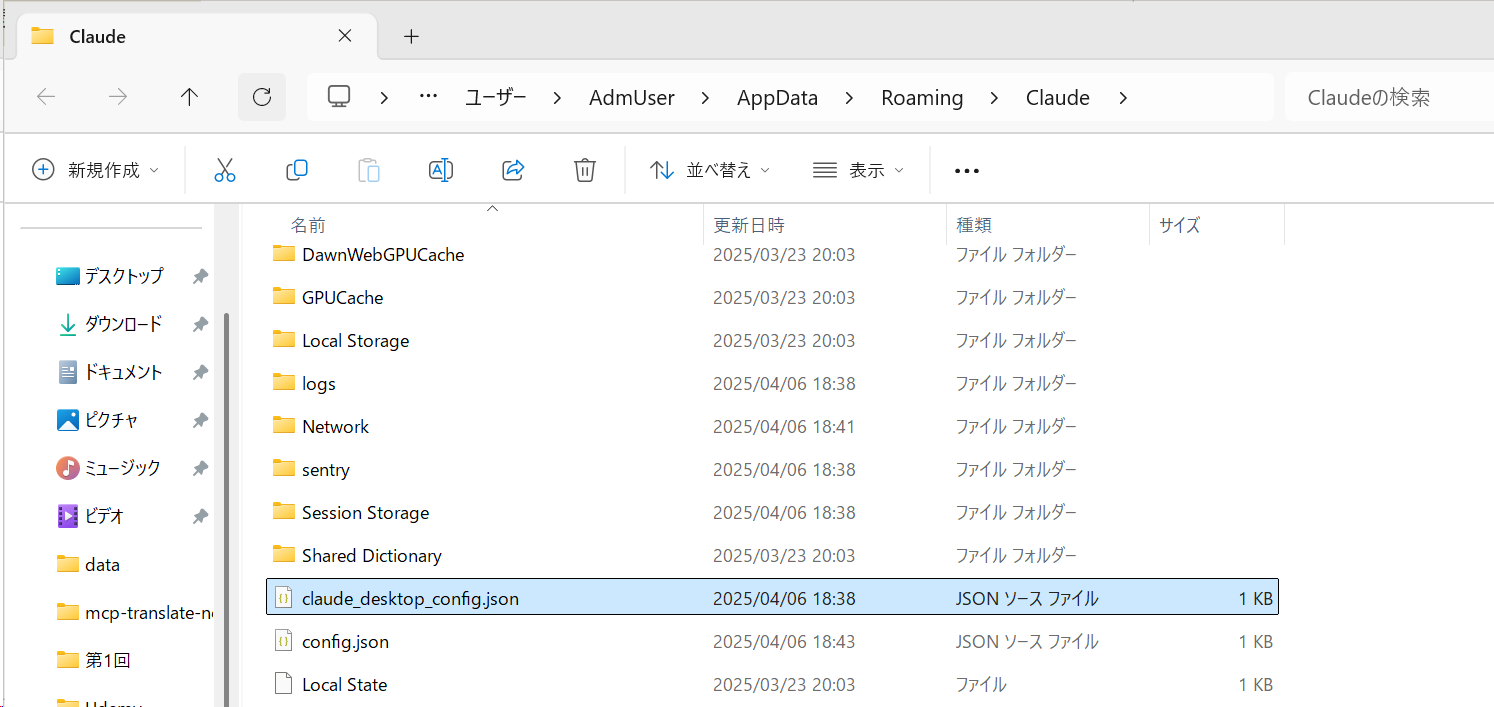 Claude
ユーザー AdmUser AppData Roaming Claude Claudeの検索
新規作成 並べ替え 表示
名前 更新日時 種類 サイズ
DawnWebGPUCache 2025/03/23 20:03 ファイル フォルダー
GPUCache 2025/03/23 20:03 ファイル フォルダー
Local Storage 2025/03/23 20:03 ファイル フォルダー
logs 2025/04/06 18:38 ファイル フォルダー
Network 2025/04/06 18:41 ファイル フォルダー
sentry 2025/04/06 18:38 ファイル フォルダー
Session Storage 2025/04/06 18:38 ファイル フォルダー
Shared Dictionary 2025/03/23 20:03 ファイル フォルダー
claude_desktop_config.json 2025/04/06 18:38 JSON ソース ファイル 1 KB
config.json 2025/04/06 18:43 JSON ソース ファイル 1 KB
Local State 2025/03/23 20:03 ファイル 1 KB
デスクトップ
ダウンロード
ドキュメント
ピクチャ
ミュージック
ビデオ
data
mcp-translate-n
第1回